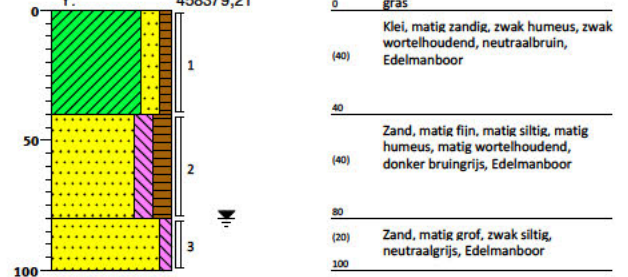 Y: 458379,21
0
50
100
1
2
3
0 gras
Klei, matig zandig, zwak humeus, zwak
wortelhoudend, neutraalbruin,
(40) Edelmanboor
40
Zand, matig fijn, matig siltig, matig
humeus, matig wortelhoudend,
(40) donker bruingrijs, Edelmanboor
80
(20) Zand, matig grof, zwak siltig,
neutraalgrijs, Edelmanboor
100